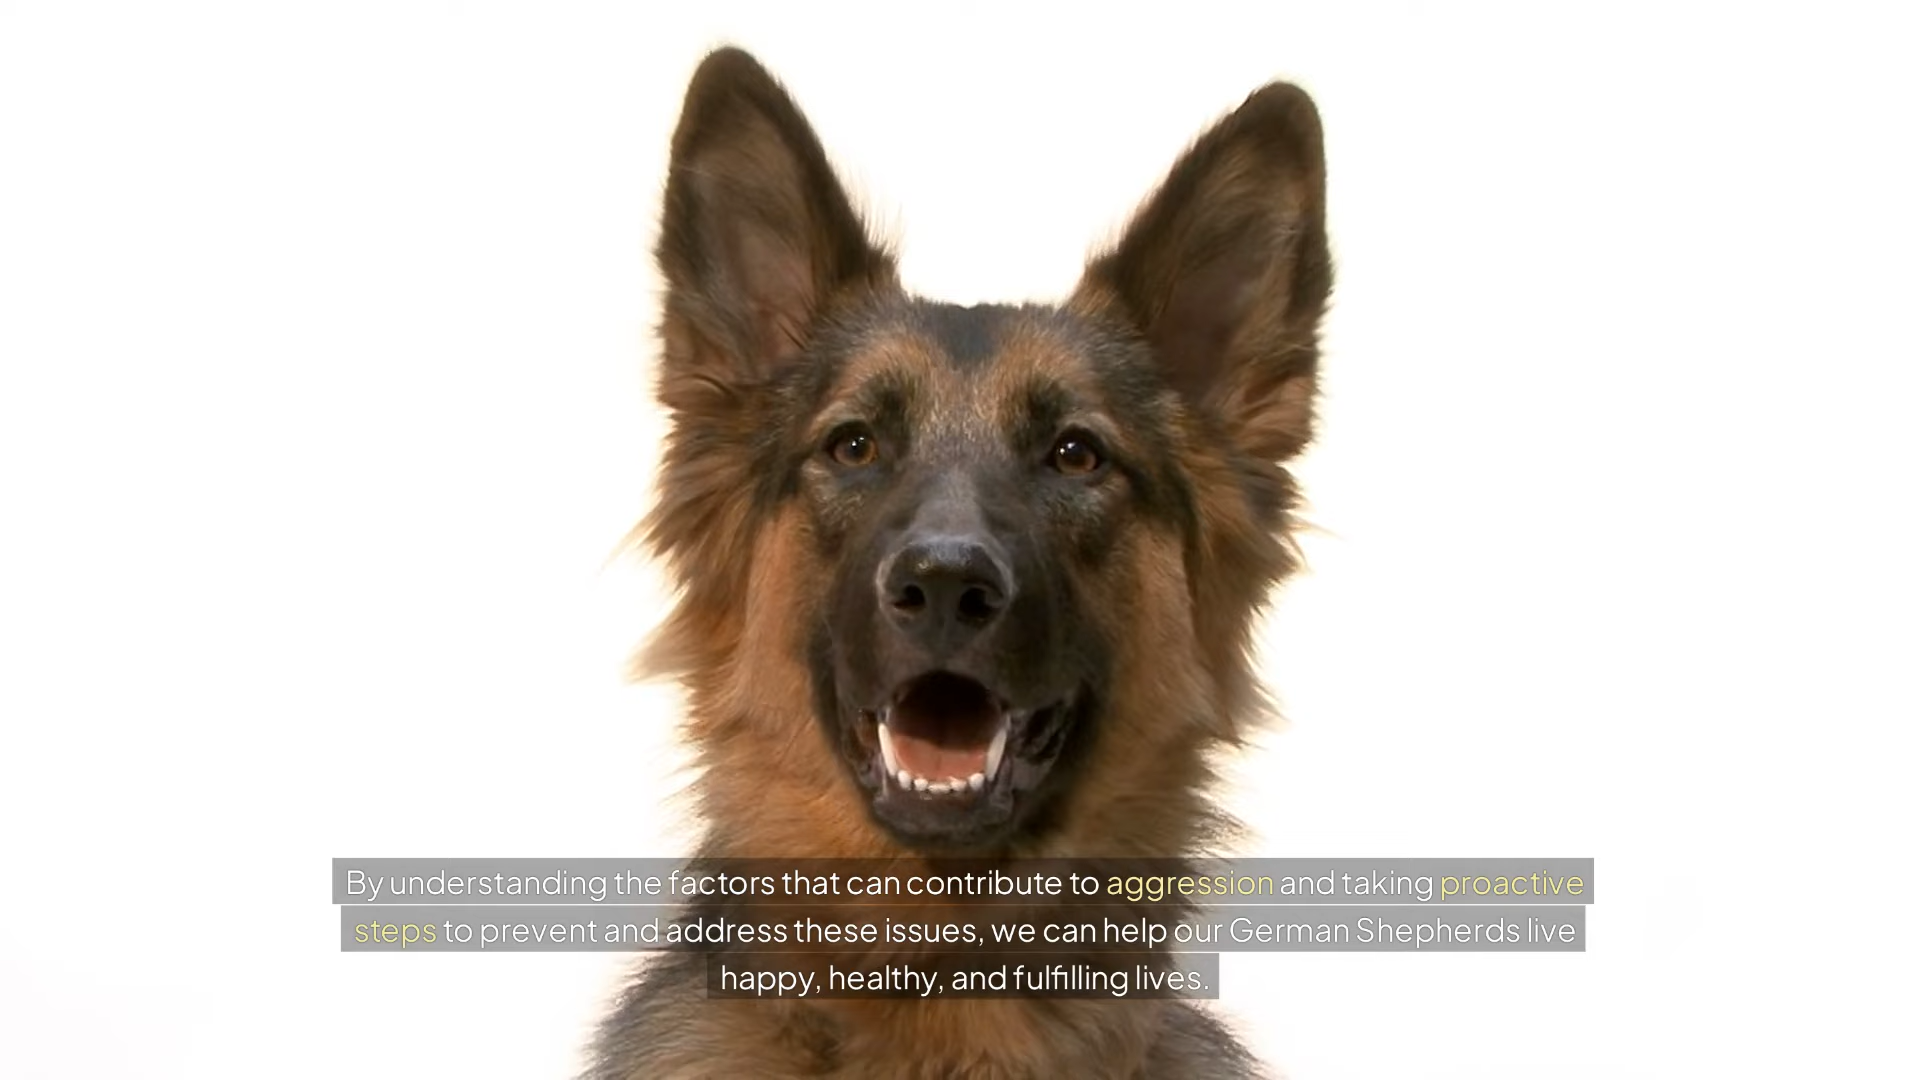 By understanding the factors that can contribute to aggression and taking proactive
steps to prevent and address these issues, we can help our German Shepherds live
happy, healthy, and fulfilling lives.